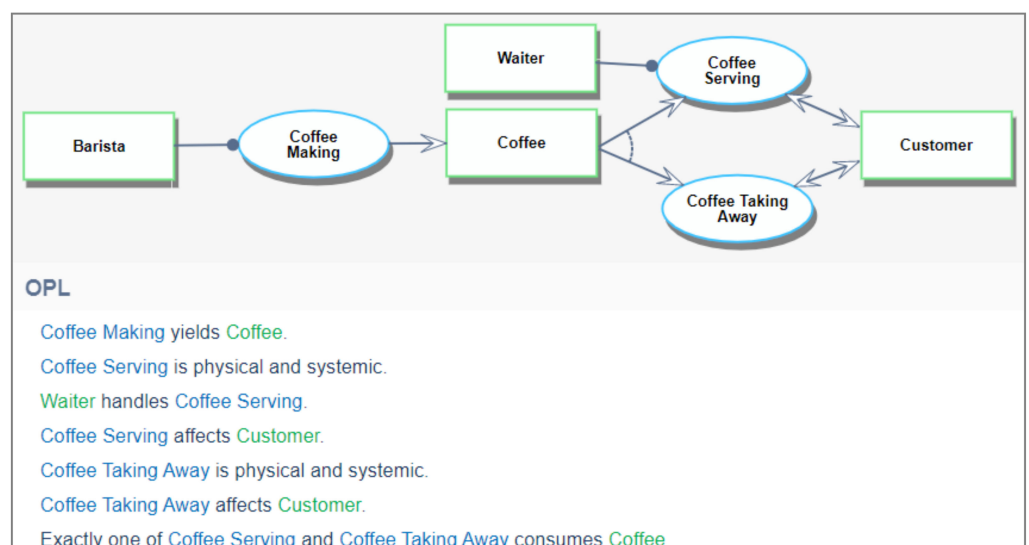 Waiter
Coffee
Serving
Barista
Coffee
Making
Coffee
Customer
Coffee Taking
Away
OPL
Coffee Making yields Coffee.
Coffee Serving is physical and systemic.
Waiter handles Coffee Serving.
Coffee Serving affects Customer.
Coffee Taking Away is physical and systemic.
Coffee Taking Away affects Customer.
Exactly one of Coffee Serving and Coffee Taking Away consumes Coffee